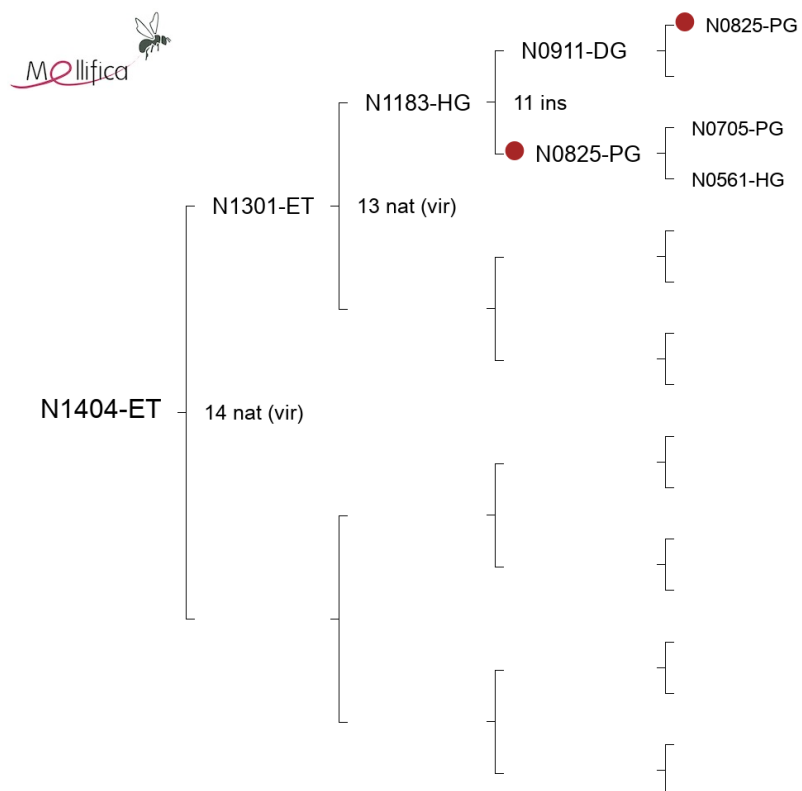 Mellifica
N0825-PG
N0911-DG
N1183-HG
11 ins
N0705-PG
N0825-PG
N0561-HG
N1301-ET
13 nat (vir)
N1404-ET
14 nat (vir)